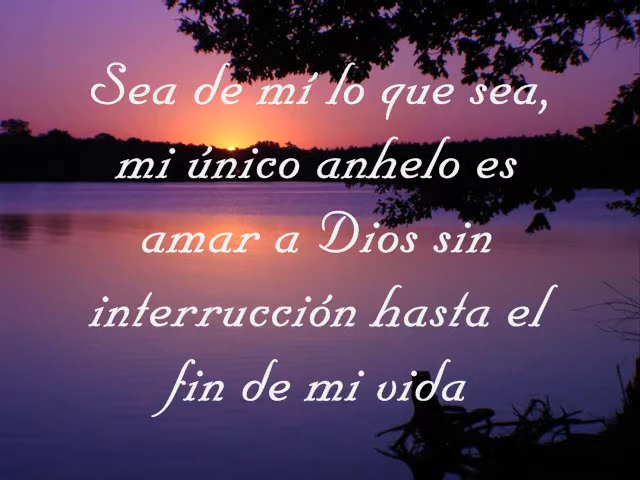 Sea de mí lo que sea,
mi único anhelo es
amar a Dios sin
interrucción hasta el
fin de mi vida